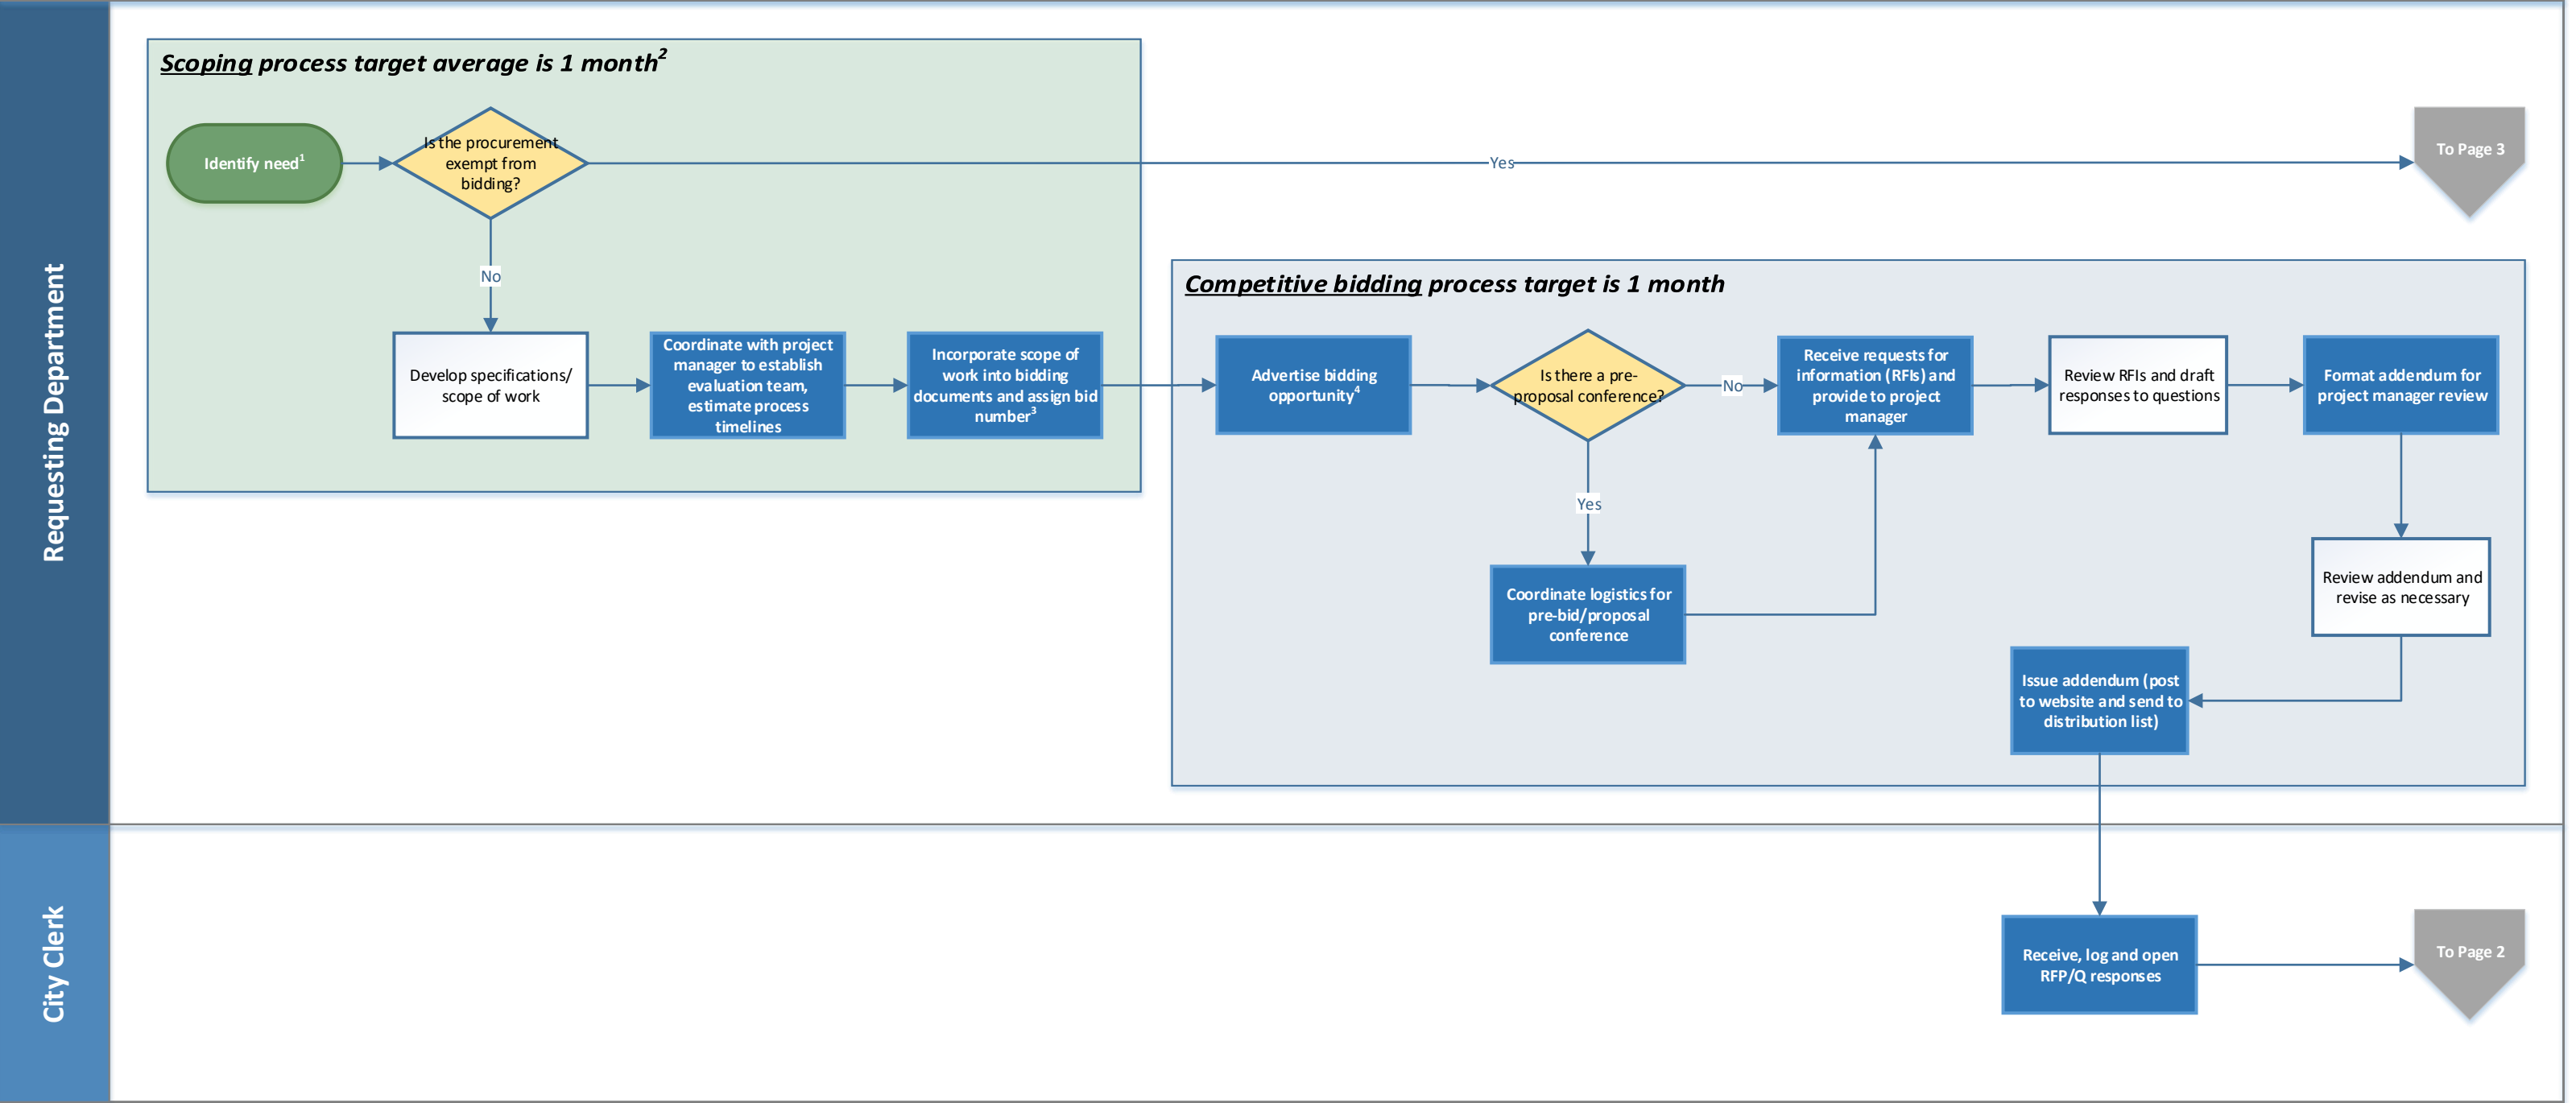 Requesting Department
Scoping process target average is 1 month2
Identify need1
Is the procurement
exempt from
bidding?
Yes
To Page 3
No
Develop specifications/
scope of work
Coordinate with project
manager to establish
evaluation team,
estimate process
timelines
Incorporate scope of
work into bidding
documents and assign bid
number3
Competitive bidding process target is 1 month
Advertise bidding
opportunity4
Is there a pre-
proposal conference?
No
Receive requests for
information (RFIs) and
provide to project
manager
Review RFIs and draft
responses to questions
Format addendum for
project manager review
Yes
Coordinate logistics for
pre-bid/proposal
conference
Review addendum and
revise as necessary
Issue addendum (post
to website and send to
distribution list)
City Clerk
Receive, log and open
RFP/Q responses
To Page 2